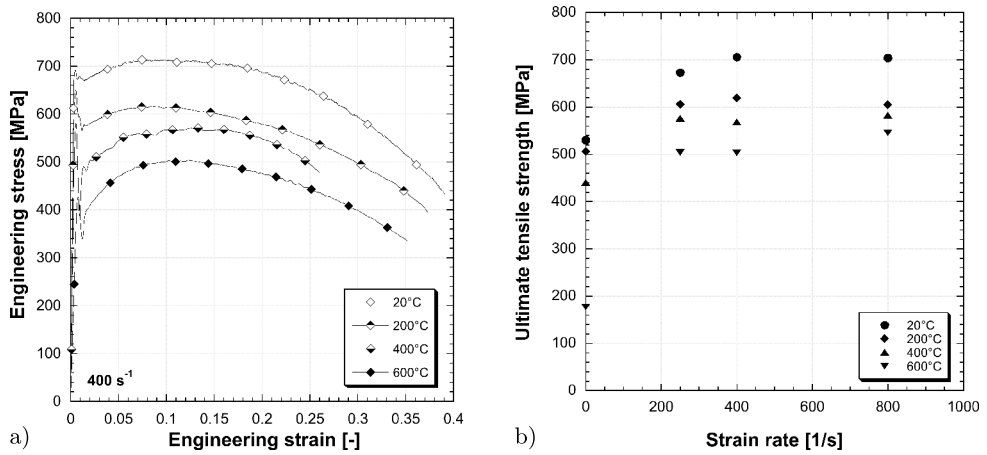 800
700
600
500
400
300
200
100
0
Engineering stress [MPa]
20°C
200°C
400°C
600°C
400 s⁻¹
0
0.05
0.1
0.15
0.2
0.25
0.3
0.35
0.4
Engineering strain [-]
a)
800
700
600
500
400
300
200
100
0
Ultimate tensile strength [MPa]
20°C
200°C
400°C
600°C
0
200
400
600
800
1000
Strain rate [1/s]
b)